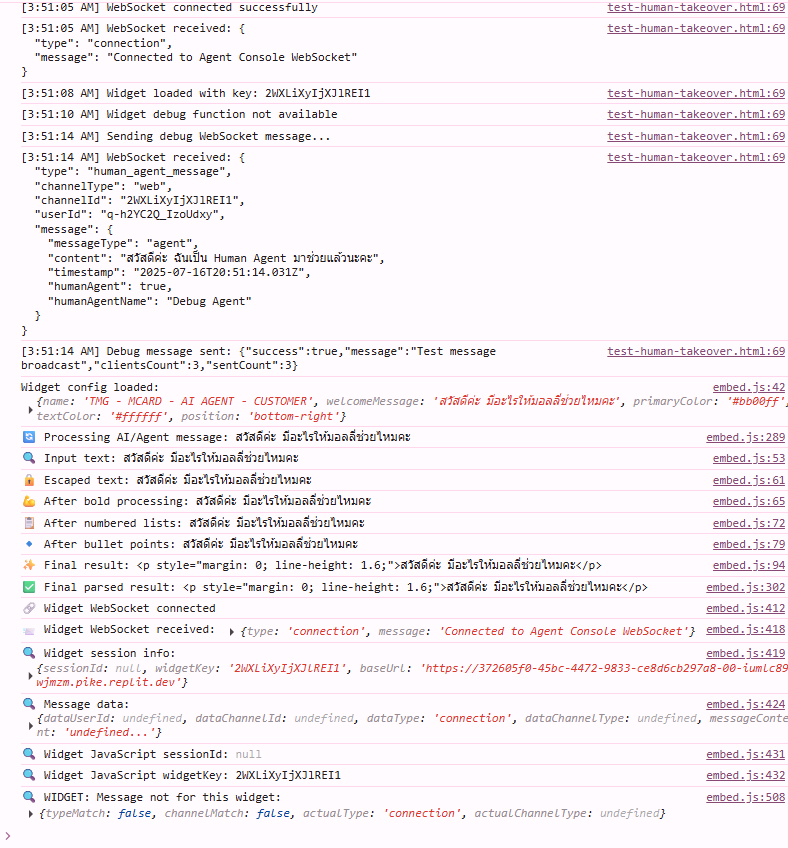 [3:51:05 AM] WebSocket connected successfully test-human-takeover.html:69
[3:51:05 AM] WebSocket received: { test-human-takeover.html:69
"type": "connection",
"message": "Connected to Agent Console WebSocket"
}
[3:51:08 AM] Widget loaded with key: 2WXLiXyIjXJlREI1 test-human-takeover.html:69
[3:51:10 AM] Widget debug function not available test-human-takeover.html:69
[3:51:14 AM] Sending debug WebSocket message... test-human-takeover.html:69
[3:51:14 AM] WebSocket received: { test-human-takeover.html:69
"type": "human_agent_message",
"channelType": "web",
"channelId": "2WXLiXyIjXJlREI1",
"userId": "q-h2YC2Q_IzoUdxy",
"message": {
"messageType": "agent",
"content": "สวัสดีค่ะ ฉันเป็น Human Agent มาช่วยแล้วนะคะ",
"timestamp": "2025-07-16T20:51:14.031Z",
"humanAgent": true,
"humanAgentName": "Debug Agent"
}
}
[3:51:14 AM] Debug message sent: {"success":true,"message":"Test message test-human-takeover.html:69
broadcast","clientsCount":3,"sentCount":3}
Widget config loaded: embed.js:42
{name: 'TMG - MCARD - AI AGENT - CUSTOMER', welcomeMessage: 'สวัสดีค่ะ มีอะไรให้มอลลี่ช่วยไหมคะ', primaryColor: '#bb00ff',
textColor: '#ffffff', position: 'bottom-right'}
🔄 Processing AI/Agent message: สวัสดีค่ะ มีอะไรให้มอลลี่ช่วยไหมคะ embed.js:289
🔍 Input text: สวัสดีค่ะ มีอะไรให้มอลลี่ช่วยไหมคะ embed.js:53
🔒 Escaped text: สวัสดีค่ะ มีอะไรให้มอลลี่ช่วยไหมคะ embed.js:61
💪 After bold processing: สวัสดีค่ะ มีอะไรให้มอลลี่ช่วยไหมคะ embed.js:65
📋 After numbered lists: สวัสดีค่ะ มีอะไรให้มอลลี่ช่วยไหมคะ embed.js:72
🔹 After bullet points: สวัสดีค่ะ มีอะไรให้มอลลี่ช่วยไหมคะ embed.js:79
✨ Final result: <p style="margin: 0; line-height: 1.6;">สวัสดีค่ะ มีอะไรให้มอลลี่ช่วยไหมคะ</p> embed.js:94
✅ Final parsed result: <p style="margin: 0; line-height: 1.6;">สวัสดีค่ะ มีอะไรให้มอลลี่ช่วยไหมคะ</p> embed.js:302
🔗 Widget WebSocket connected embed.js:412
📨 Widget WebSocket received: {type: 'connection', message: 'Connected to Agent Console WebSocket'} embed.js:418
🔍 Widget session info: embed.js:419
{sessionId: null, widgetKey: '2WXLiXyIjXJlREI1', baseUrl: 'https://372605f0-45bc-4472-9833-ce8d6cb297a8-00-iumlc89
wjmzm.pike.replit.dev'}
🔍 Message data: embed.js:424
{dataUserId: undefined, dataChannelId: undefined, dataType: 'connection', dataChannelType: undefined, messageConte
nt: 'undefined...'}
🔍 Widget JavaScript sessionId: null embed.js:431
🔍 Widget JavaScript widgetKey: 2WXLiXyIjXJlREI1 embed.js:432
🔍 WIDGET: Message not for this widget: embed.js:508
{typeMatch: false, channelMatch: false, actualType: 'connection', actualChannelType: undefined}